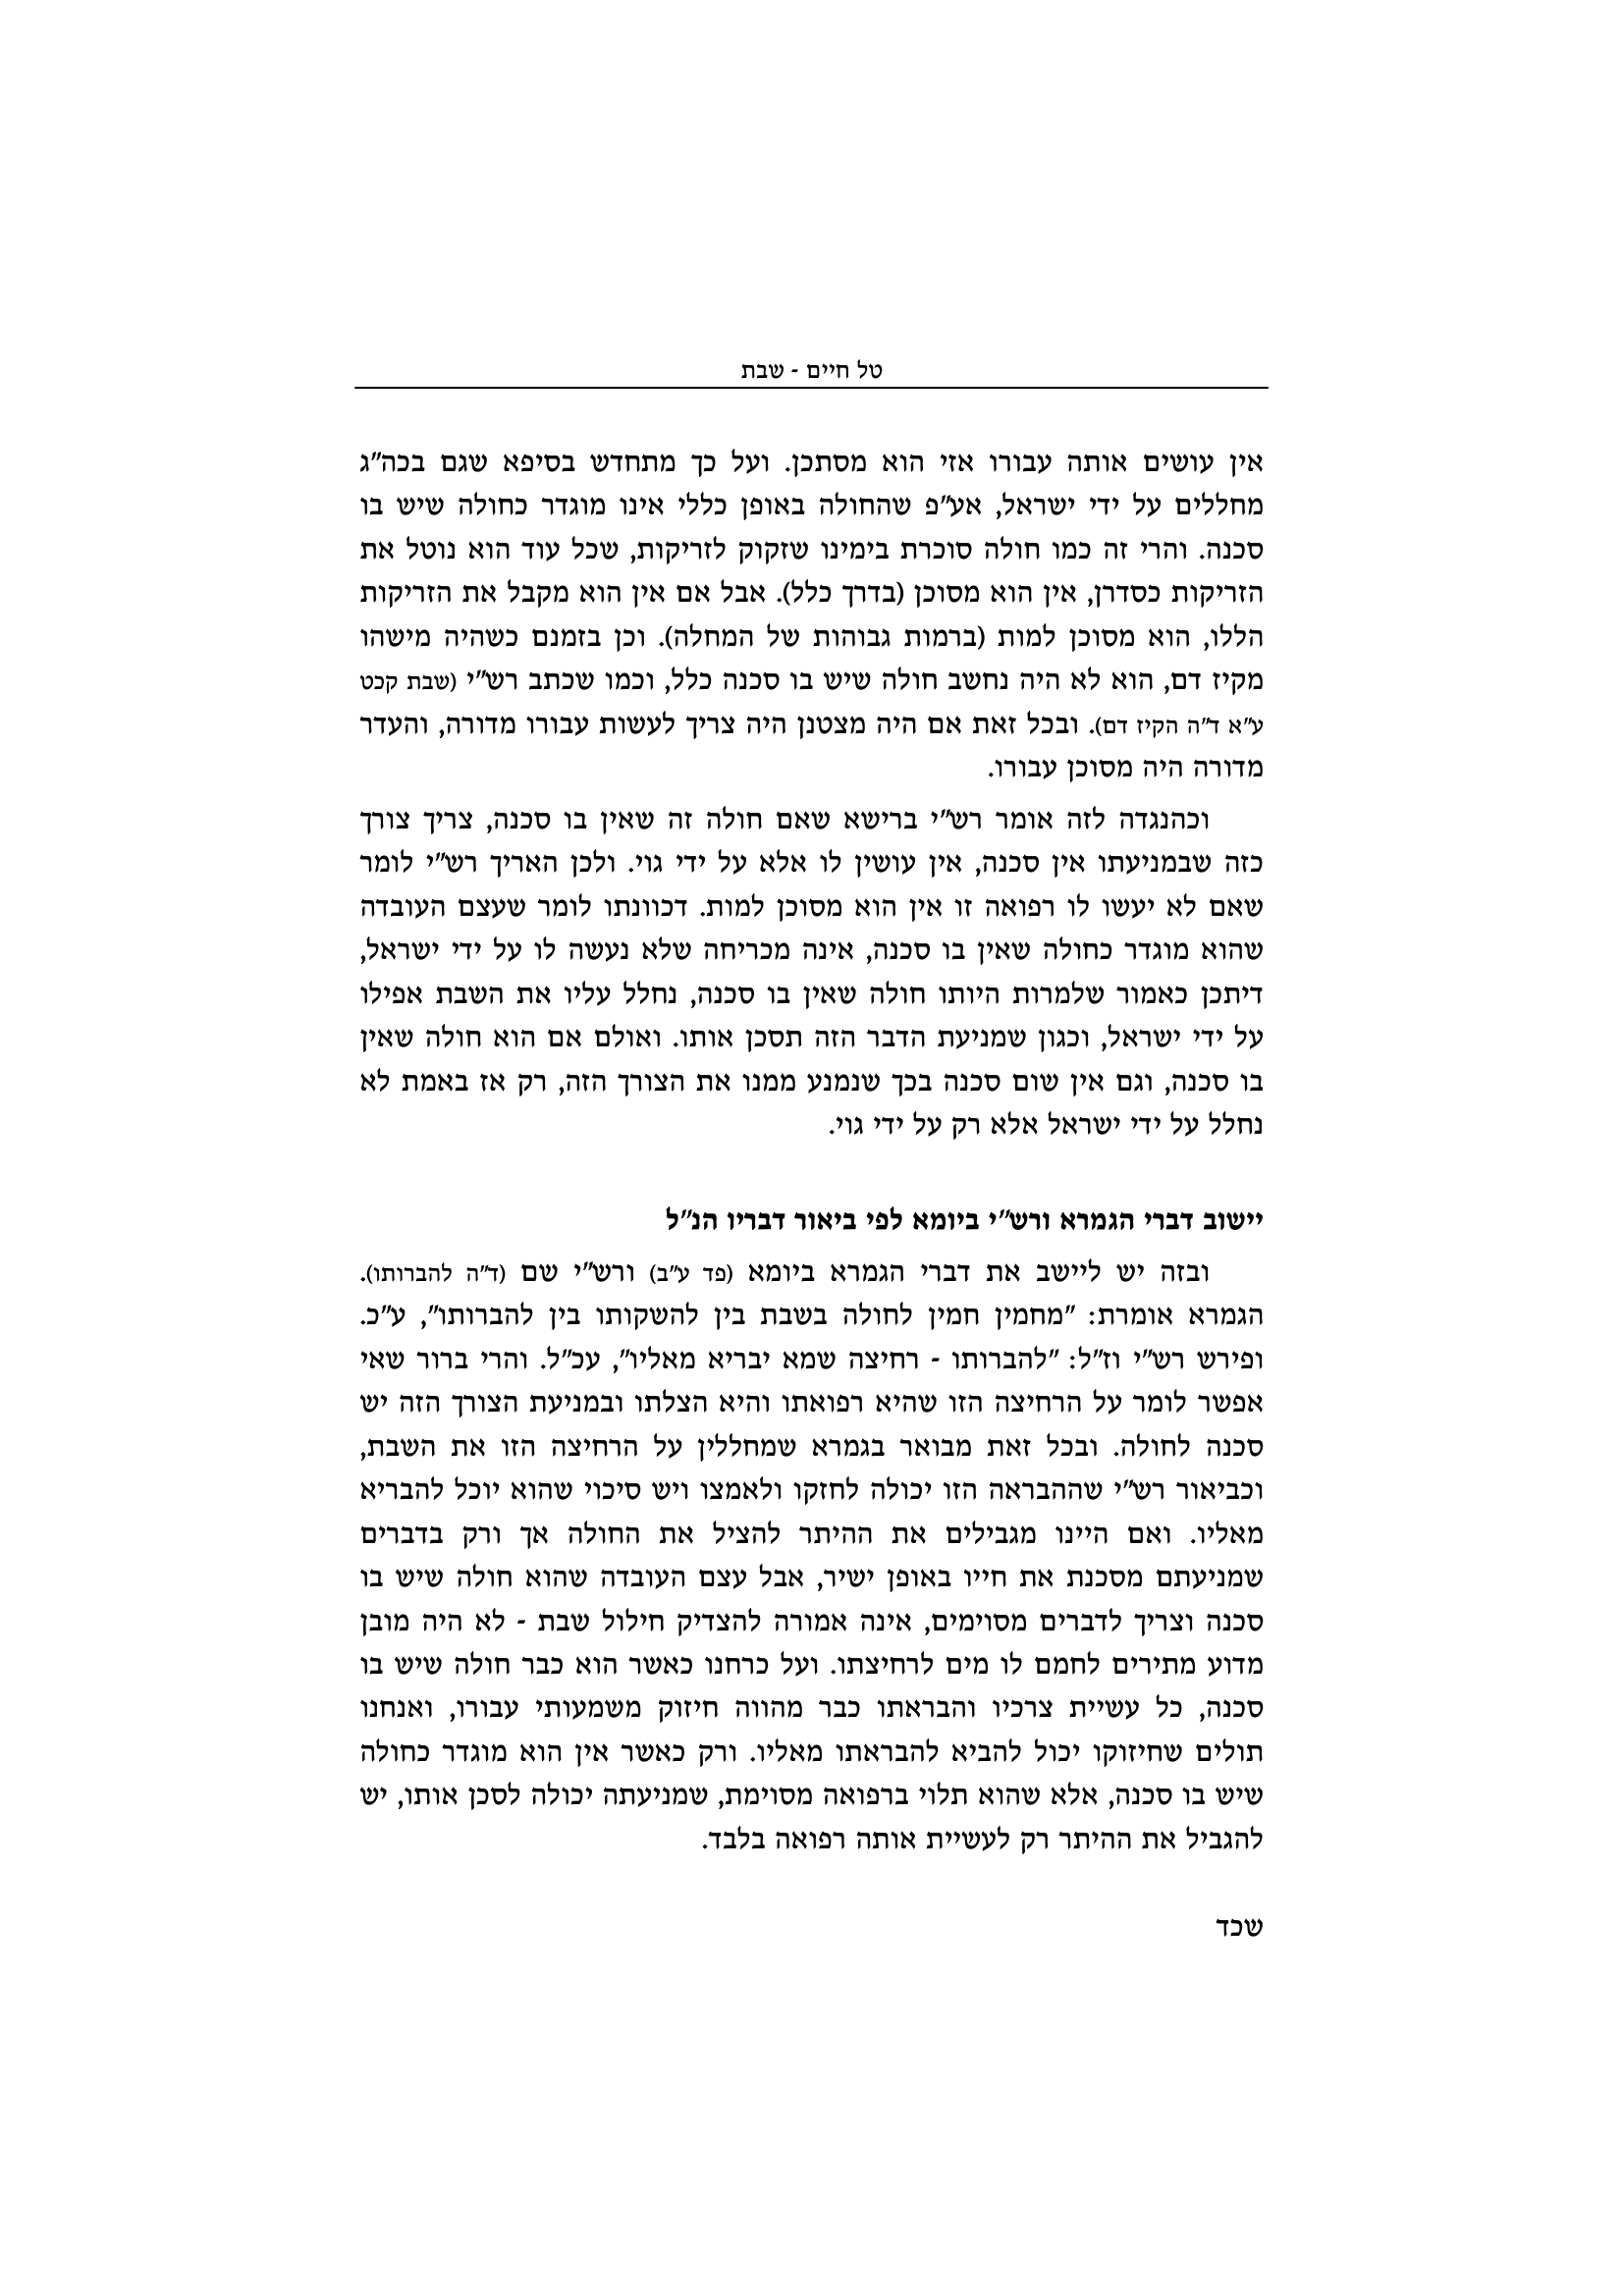 טל חיים - שבת
אין עושים אותה עבורו אזי הוא מסתכן. ועל כך מתחדש בסיפא שגם בכה״ג
מחללים על ידי ישראל, אע״פ שהחולה באופן כללי אינו מוגדר כחולה שיש בו
סכנה. והרי זה כמו חולה סוכרת בימינו שזקוק לזריקות, שכל עוד הוא נוטל את
הזריקות כסדרן, אין הוא מסוכן (בדרך כלל). אבל אם אין הוא מקבל את הזריקות
הללו, הוא מסוכן למות (ברמות גבוהות של המחלה). וכן בזמנם כשהיה מישהו
מקיז דם, הוא לא היה נחשב חולה שיש בו סכנה כלל, וכמו שכתב רש״י (שבת קכט
ע״א ד״ה הקיז דם). ובכל זאת אם היה מצטנן היה צריך לעשות עבורו מדורה, והעדר
מדורה היה מסוכן עבורו.
וכהנגדה לזה אומר רש״י ברישא שאם חולה זה שאין בו סכנה, צריך צורך
כזה שבמניעתו אין סכנה, אין עושין לו אלא על ידי גוי. ולכן האריך רש״י לומר
שאם לא יעשו לו רפואה זו אין הוא מסוכן למות. דכוונתו לומר שעצם העובדה
שהוא מוגדר כחולה שאין בו סכנה, אינה מכריחה שלא נעשה לו על ידי ישראל,
דיתכן כאמור שלמרות היותו חולה שאין בו סכנה, נחלל עליו את השבת אפילו
על ידי ישראל, וכגון שמניעת הדבר הזה תסכן אותו. ואולם אם הוא חולה שאין
בו סכנה, וגם אין שום סכנה בכך שנמנע ממנו את הצורך הזה, רק אז באמת לא
נחלל על ידי ישראל אלא רק על ידי גוי.
יישוב דברי הגמרא ורש״י ביומא לפי ביאור דבריו הנ״ל
ובזה יש ליישב את דברי הגמרא ביומא (פד ע״ב) ורש״י שם (ד״ה להברותו).
הגמרא אומרת: ״מחמין חמין לחולה בשבת בין להשקותו בין להברותו״, ע״כ.
ופירש רש״י וז״ל: ״להברותו - רחיצה שמא יבריא מאליו״, עכ״ל. והרי ברור שאי
אפשר לומר על הרחיצה הזו שהיא רפואתו והיא הצלתו ובמניעת הצורך הזה יש
סכנה לחולה. ובכל זאת מבואר בגמרא שמחללין על הרחיצה הזו את השבת,
וכביאור רש״י שההבראה הזו יכולה לחזקו ולאמצו ויש סיכוי שהוא יוכל להבריא
מאליו. ואם היינו מגבילים את ההיתר להציל את החולה אך ורק בדברים
שמניעתם מסכנת את חייו באופן ישיר, אבל עצם העובדה שהוא חולה שיש בו
סכנה וצריך לדברים מסוימים, אינה אמורה להצדיק חילול שבת - לא היה מובן
מדוע מתירים לחמם לו מים לרחיצתו. ועל כרחנו כאשר הוא כבר חולה שיש בו
סכנה, כל עשיית צרכיו והבראתו כבר מהווה חיזוק משמעותי עבורו, ואנחנו
תולים שחיזוקו יכול להביא להבראתו מאליו. ורק כאשר אין הוא מוגדר כחולה
שיש בו סכנה, אלא שהוא תלוי ברפואה מסוימת, שמניעתה יכולה לסכן אותו, יש
להגביל את ההיתר רק לעשיית אותה רפואה בלבד.
שכד